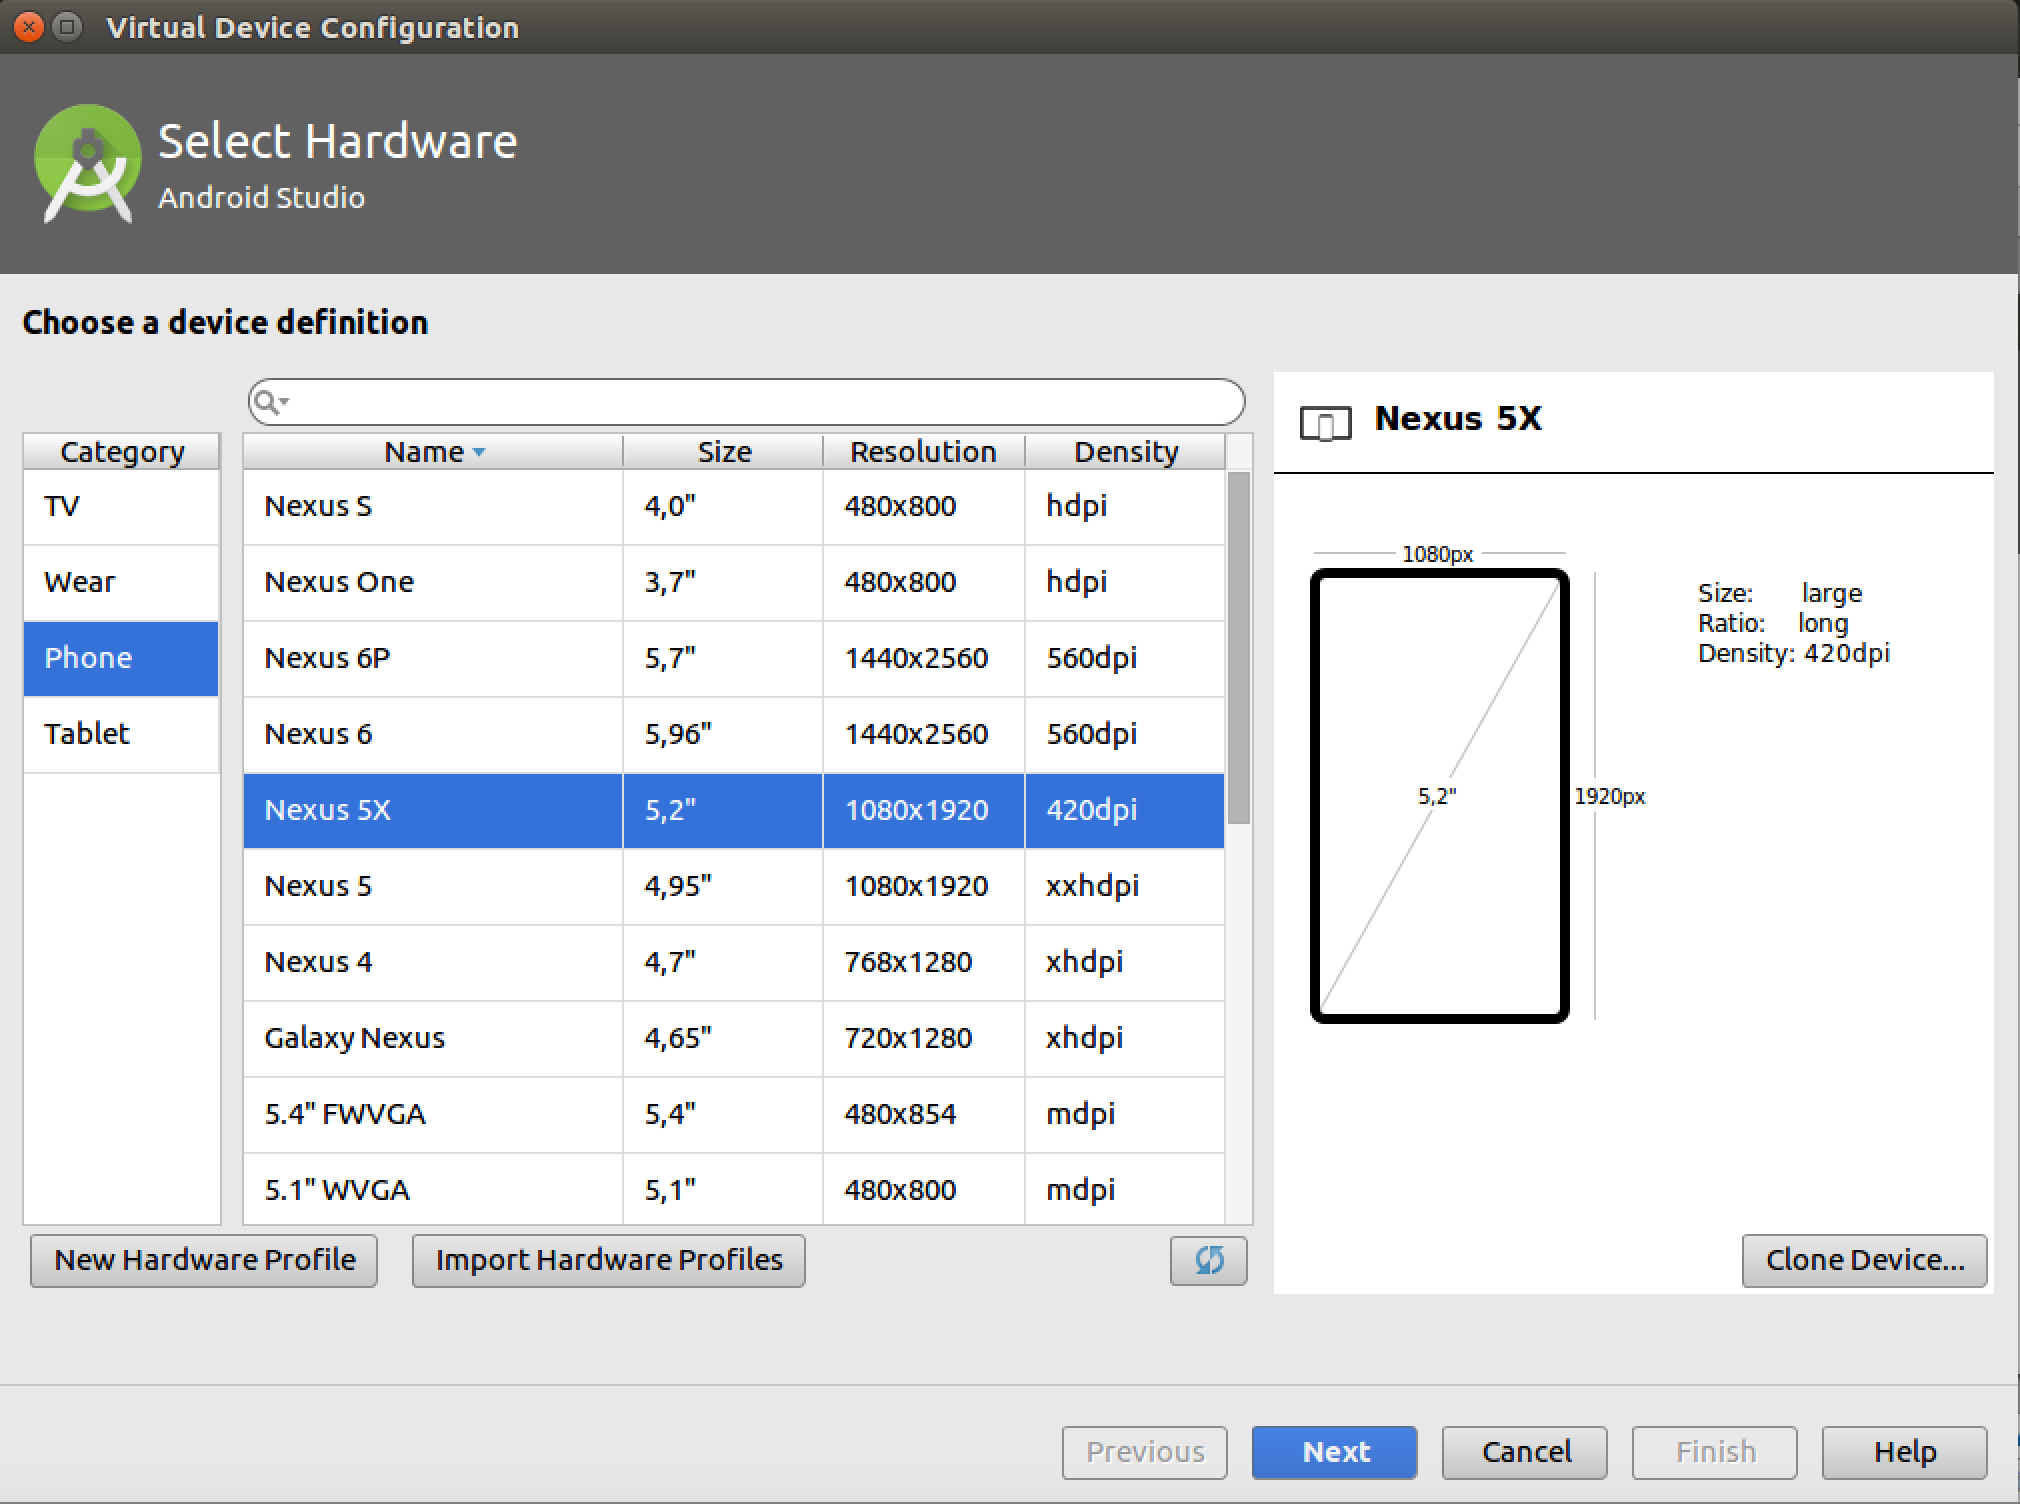 Virtual Device Configuration
Select Hardware
Android Studio
Choose a device definition
Category
TV
Wear
Phone
Tablet
Name Size Resolution Density
Nexus S 4,0" 480x800 hdpi
Nexus One 3,7" 480x800 hdpi
Nexus 6P 5,7" 1440x2560 560dpi
Nexus 6 5,96" 1440x2560 560dpi
Nexus 5X 5,2" 1080x1920 420dpi
Nexus 5 4,95" 1080x1920 xxhdpi
Nexus 4 4,7" 768x1280 xhdpi
Galaxy Nexus 4,65" 720x1280 xhdpi
5.4" FWVGA 5,4" 480x854 mdpi
5.1" WVGA 5,1" 480x800 mdpi
New Hardware Profile Import Hardware Profiles
Nexus 5X
1080px
5,2"
1920px
Size: large
Ratio: long
Density: 420dpi
Clone Device...
Previous Next Cancel Finish Help